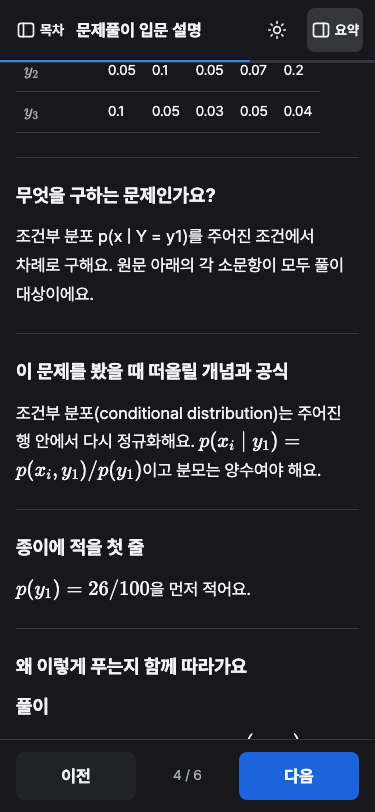 목차 문제풀이 입문 설명 요약
y₂ 0.05 0.1 0.05 0.07 0.2
y₃ 0.1 0.05 0.03 0.05 0.04
무엇을 구하는 문제인가요?
조건부 분포 p(x | Y = y1)를 주어진 조건에서
차례로 구해요. 원문 아래의 각 소문항이 모두 풀이
대상이에요.
이 문제를 봤을 때 떠올릴 개념과 공식
조건부 분포(conditional distribution)는 주어진
행 안에서 다시 정규화해요. p(xᵢ | y₁) =
p(xᵢ, y₁)/p(y₁)이고 분모는 양수여야 해요.
종이에 적을 첫 줄
p(y₁) = 26/100을 먼저 적어요.
왜 이렇게 푸는지 함께 따라가요
풀이
이전 4 / 6 다음